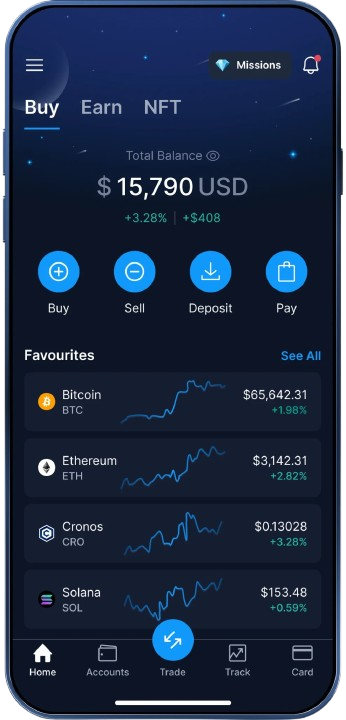 Missions
Buy Earn NFT
Total Balance
$ 15,790 USD
+3.28% +$408
Buy Sell Deposit Pay
Favourites See All
Bitcoin $65,642.31
BTC +1.98%
Ethereum $3,142.31
ETH +2.82%
Cronos $0.13028
CRO +3.28%
Solana $153.48
SOL +0.59%
Home Accounts Trade Track Card